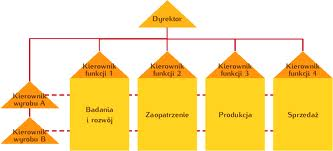 Dyrektor
Kierownik
funkcji 1
Kierownik
funkcji 2
Kierownik
funkcji 3
Kierownik
funkcji 4
Kierownik
wyrobu A
Badania
i rozwój
Zaopatrzenie
Produkcja
Sprzedaż
Kierownik
wyrobu B